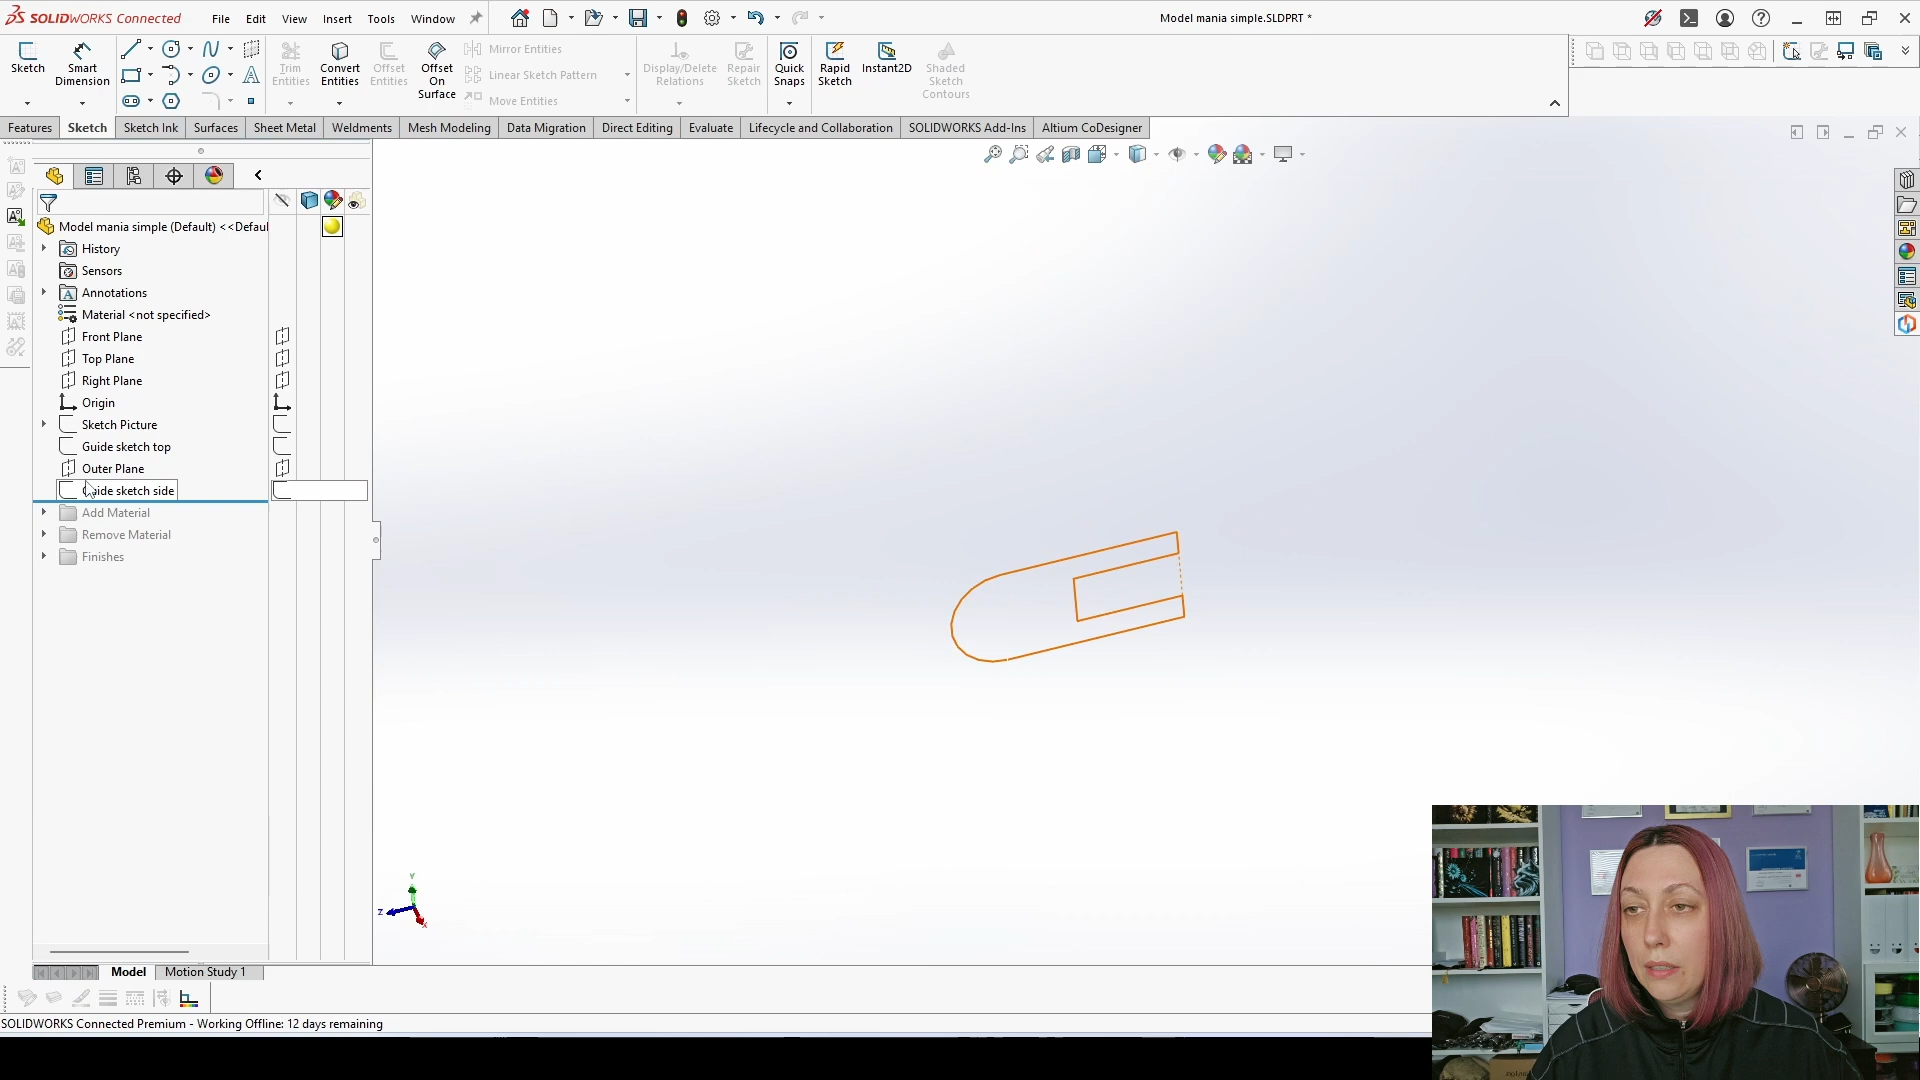 SOLIDWORKS Connected
File Edit View Insert Tools Window
Model mania simple.SLDPRT *
Sketch
Smart Dimension
Trim Entities
Convert Entities
Offset Entities
Offset On Surface
Mirror Entities
Linear Sketch Pattern
Move Entities
Display/Delete Relations
Repair Sketch
Quick Snaps
Rapid Sketch
Instant2D
Shaded Sketch Contours
Features Sketch Sketch Ink Surfaces Sheet Metal Weldments Mesh Modeling Data Migration Direct Editing Evaluate Lifecycle and Collaboration SOLIDWORKS Add-Ins Altium CoDesigner
Model mania simple (Default) <<Defaul
History
Sensors
Annotations
Material <not specified>
Front Plane
Top Plane
Right Plane
Origin
Sketch Picture
Guide sketch top
Outer Plane
Guide sketch side
Add Material
Remove Material
Finishes
Y
Z
X
Model Motion Study 1
SOLIDWORKS Connected Premium - Working Offline: 12 days remaining